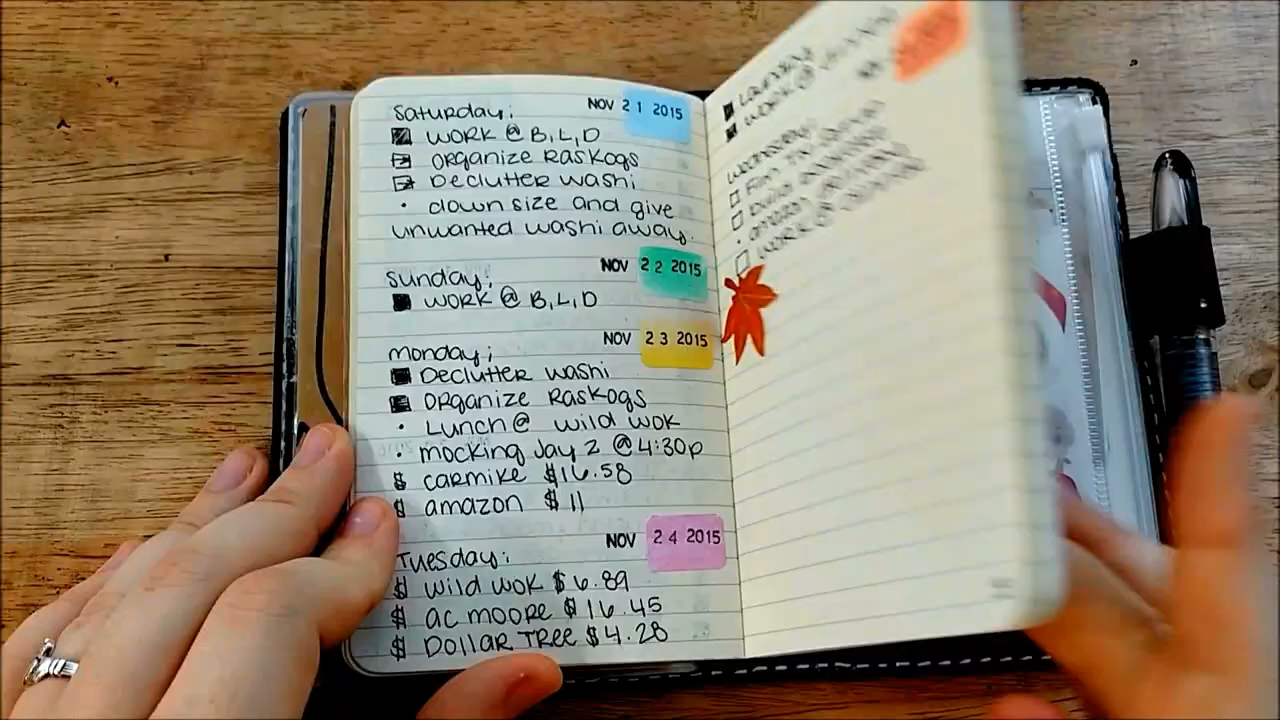 Saturday: NOV 21 2015
WORK @ B,L,D
ORGANIZE RASKOGS
DECLUTTER WASHI
• down size and give
unwanted washi away.
Sunday: NOV 22 2015
WORK @ B,L,D
Monday: NOV 23 2015
DECLUTTER WASHI
ORGANIZE RASKOGS
• Lunch @ wild wok
• mocking Jay 2 @ 4:30p
$ carmike $16.58
$ amazon $11
Tuesday: NOV 24 2015
$ wild wok $6.89
$ ac moore $16.45
$ DOLLAR TREE $4.28
Laundry
WORK @
Wednesday: